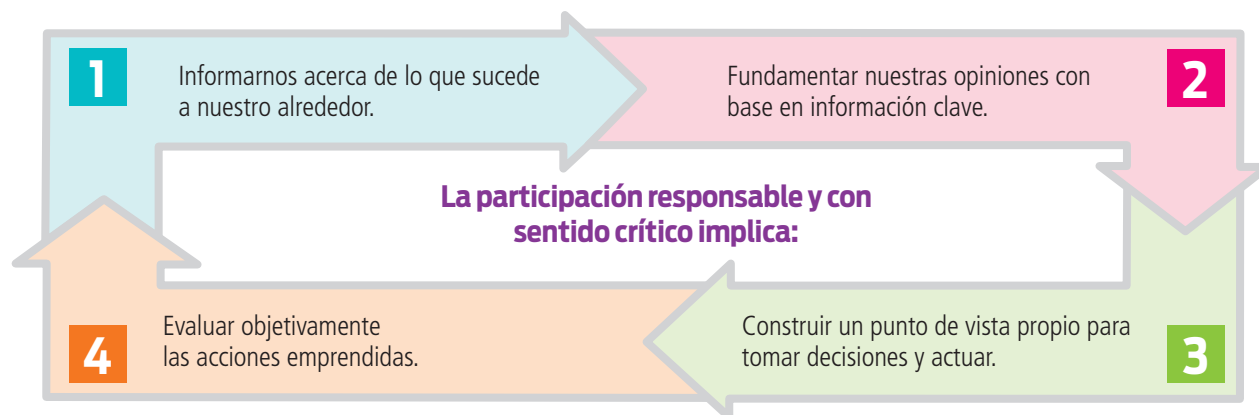 La participación responsable y con
sentido crítico implica:
1
Informarnos acerca de lo que sucede
a nuestro alrededor.
2
Fundamentar nuestras opiniones con
base en información clave.
3
Construir un punto de vista propio para
tomar decisiones y actuar.
4
Evaluar objetivamente
las acciones emprendidas.